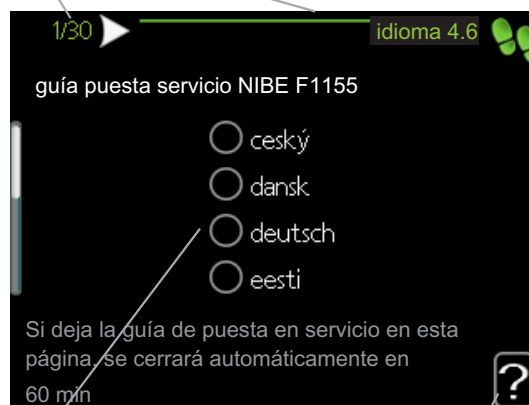 1/30
idioma 4.6
guía puesta servicio NIBE F1155
ceský
dansk
deutsch
eesti
Si deja la guía de puesta en servicio en esta
página, se cerrará automáticamente en
60 min
?